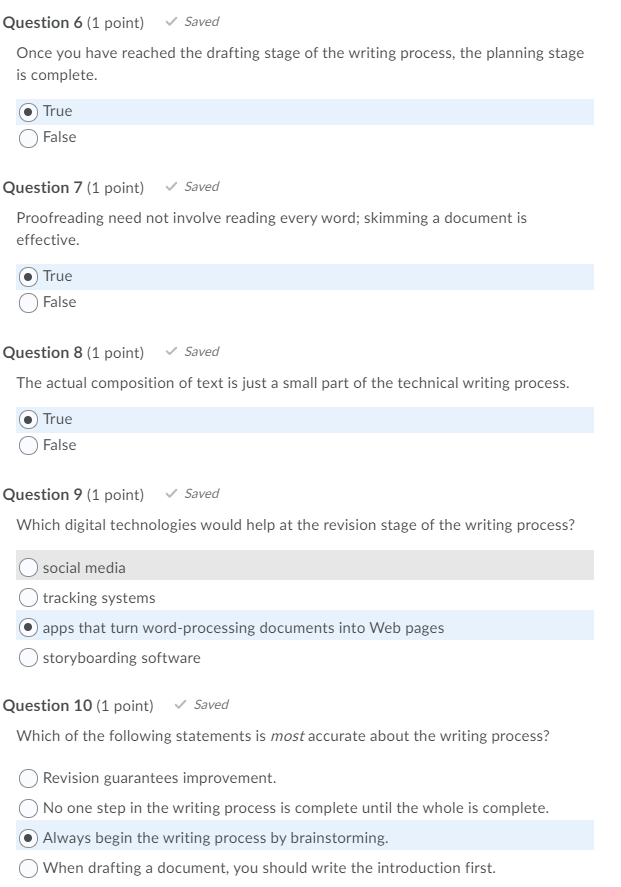 Question 6 (1 point) Saved
Once you have reached the drafting stage of the writing process, the planning stage
is complete.
True
False
Question 7 (1 point) Saved
Proofreading need not involve reading every word; skimming a document is
effective.
True
False
Question 8 (1 point) Saved
The actual composition of text is just a small part of the technical writing process.
True
False
Question 9 (1 point) Saved
Which digital technologies would help at the revision stage of the writing process?
social media
tracking systems
apps that turn word-processing documents into Web pages
storyboarding software
Question 10 (1 point) Saved
Which of the following statements is most accurate about the writing process?
Revision guarantees improvement.
No one step in the writing process is complete until the whole is complete.
Always begin the writing process by brainstorming.
When drafting a document, you should write the introduction first.